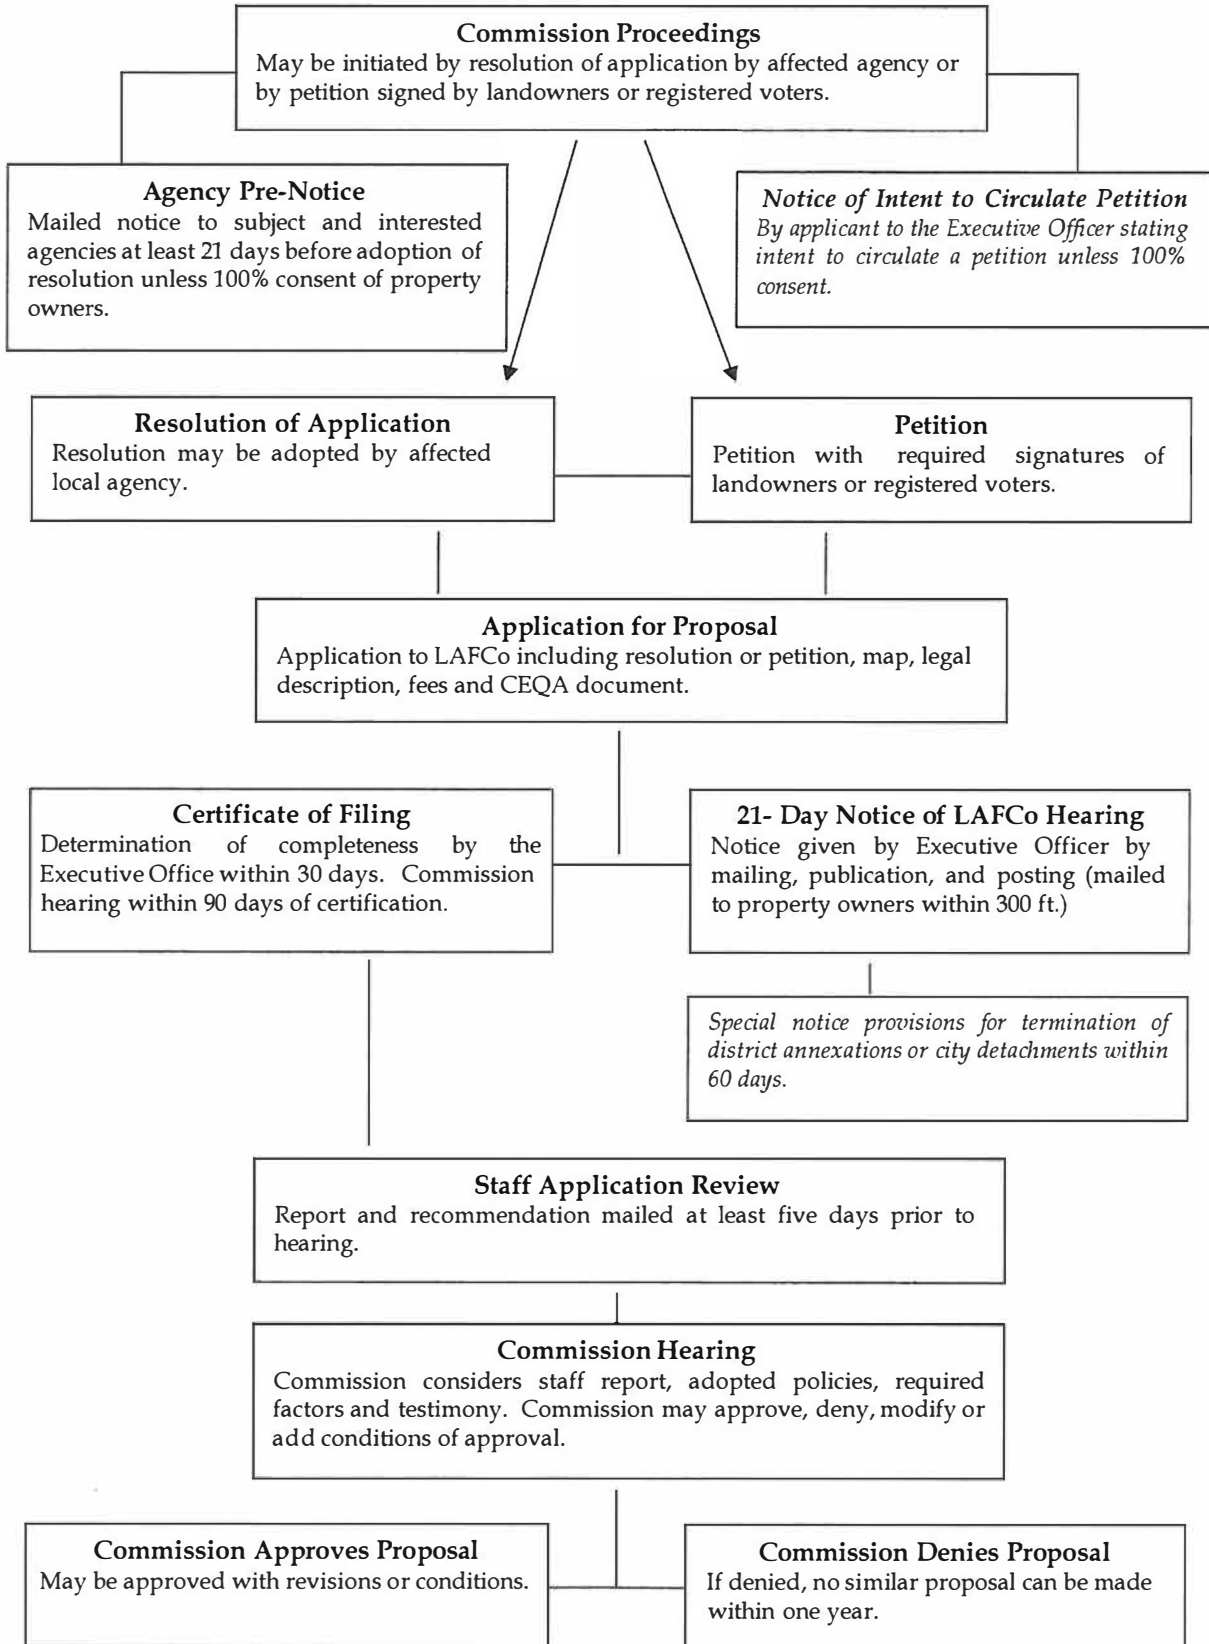 Commission Proceedings
May be initiated by resolution of application by affected agency or
by petition signed by landowners or registered voters.
Agency Pre-Notice
Mailed notice to subject and interested
agencies at least 21 days before adoption of
resolution unless 100% consent of property
owners.
Notice of Intent to Circulate Petition
By applicant to the Executive Officer stating
intent to circulate a petition unless 100%
consent.
Resolution of Application
Resolution may be adopted by affected
local agency.
Petition
Petition with required signatures of
landowners or registered voters.
Application for Proposal
Application to LAFCo including resolution or petition, map, legal
description, fees and CEQA document.
Certificate of Filing
Determination of completeness by the
Executive Office within 30 days. Commission
hearing within 90 days of certification.
21- Day Notice of LAFCo Hearing
Notice given by Executive Officer by
mailing, publication, and posting (mailed
to property owners within 300 ft.)
Special notice provisions for termination of
district annexations or city detachments within
60 days.
Staff Application Review
Report and recommendation mailed at least five days prior to
hearing.
Commission Hearing
Commission considers staff report, adopted policies, required
factors and testimony. Commission may approve, deny, modify or
add conditions of approval.
Commission Approves Proposal
May be approved with revisions or conditions.
Commission Denies Proposal
If denied, no similar proposal can be made
within one year.